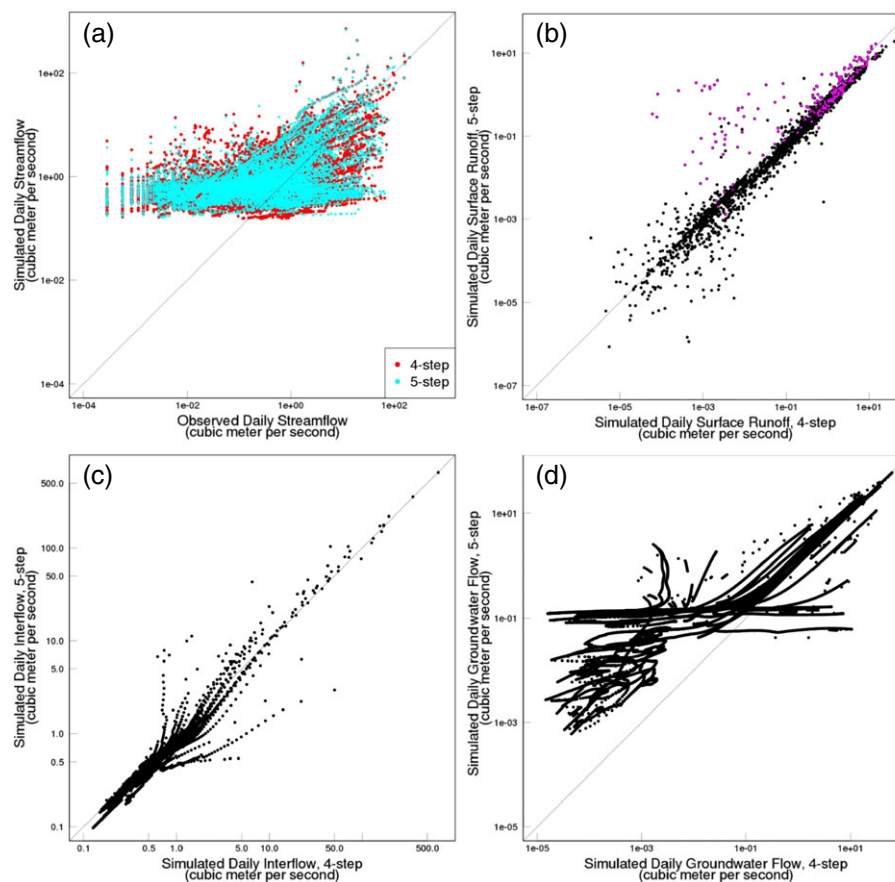 (a)
Simulated Daily Streamflow
(cubic meter per second)
1e+02
1e+00
1e-02
1e-04
4-step
5-step
1e-04
1e-02
1e+00
1e+02
Observed Daily Streamflow
(cubic meter per second)
(b)
Simulated Daily Surface Runoff, 5-step
(cubic meter per second)
1e+01
1e-01
1e-03
1e-05
1e-07
1e-07
1e-05
1e-03
1e-01
1e+01
Simulated Daily Surface Runoff, 4-step
(cubic meter per second)
(c)
Simulated Daily Interflow, 5-step
(cubic meter per second)
500.0
100.0
50.0
10.0
5.0
1.0
0.5
0.1
0.1
0.5
1.0
5.0
10.0
50.0
500.0
Simulated Daily Interflow, 4-step
(cubic meter per second)
(d)
Simulated Daily Groundwater Flow, 5-step
(cubic meter per second)
1e+01
1e-01
1e-03
1e-05
1e-05
1e-03
1e-01
1e+01
Simulated Daily Groundwater Flow, 4-step
(cubic meter per second)